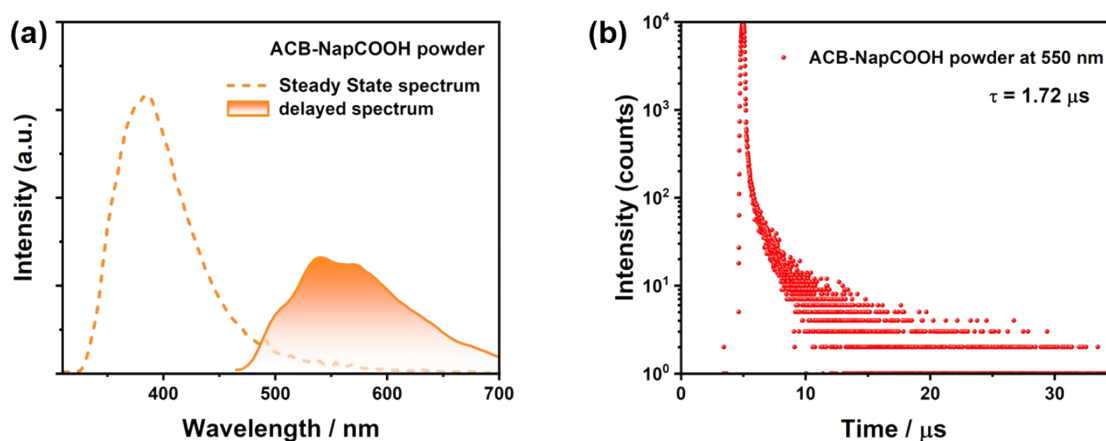 (a)
ACB-NapCOOH powder
Steady State spectrum
delayed spectrum
Intensity (a.u.)
400
500
600
700
Wavelength / nm
(b)
ACB-NapCOOH powder at 550 nm
τ = 1.72 μs
Intensity (counts)
10⁴
10³
10²
10¹
10⁰
0
10
20
30
Time / μs